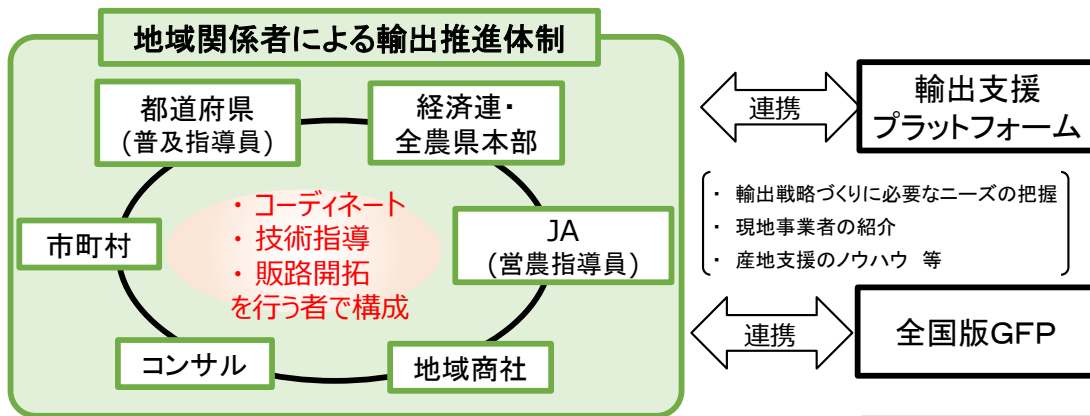 地域関係者による輸出推進体制
都道府県
(普及指導員)
経済連・
全農県本部
市町村
・ コーディネート
・ 技術指導
・ 販路開拓
を行う者で構成
JA
(営農指導員)
コンサル
地域商社
連携
輸出支援
プラットフォーム
・ 輸出戦略づくりに必要なニーズの把握
・ 現地事業者の紹介
・ 産地支援のノウハウ 等
連携
全国版GFP